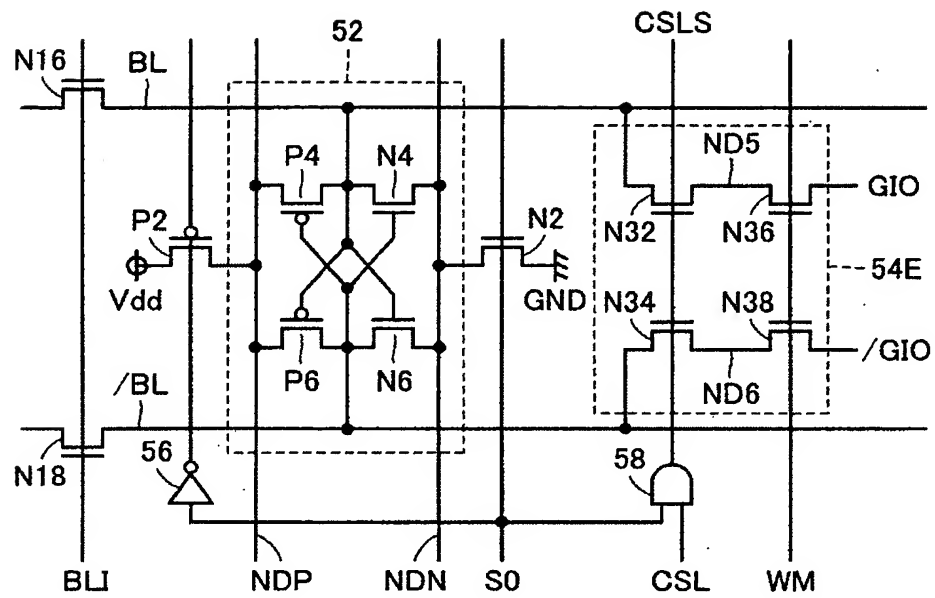 52
CSLS
N16
BL
ND5
P4
N4
GIO
P2
N2
N32
N36
54E
Vdd
GND
N34
N38
P6
N6
/GIO
/BL
ND6
N18
56
58
BLI
NDP
NDN
S0
CSL
WM